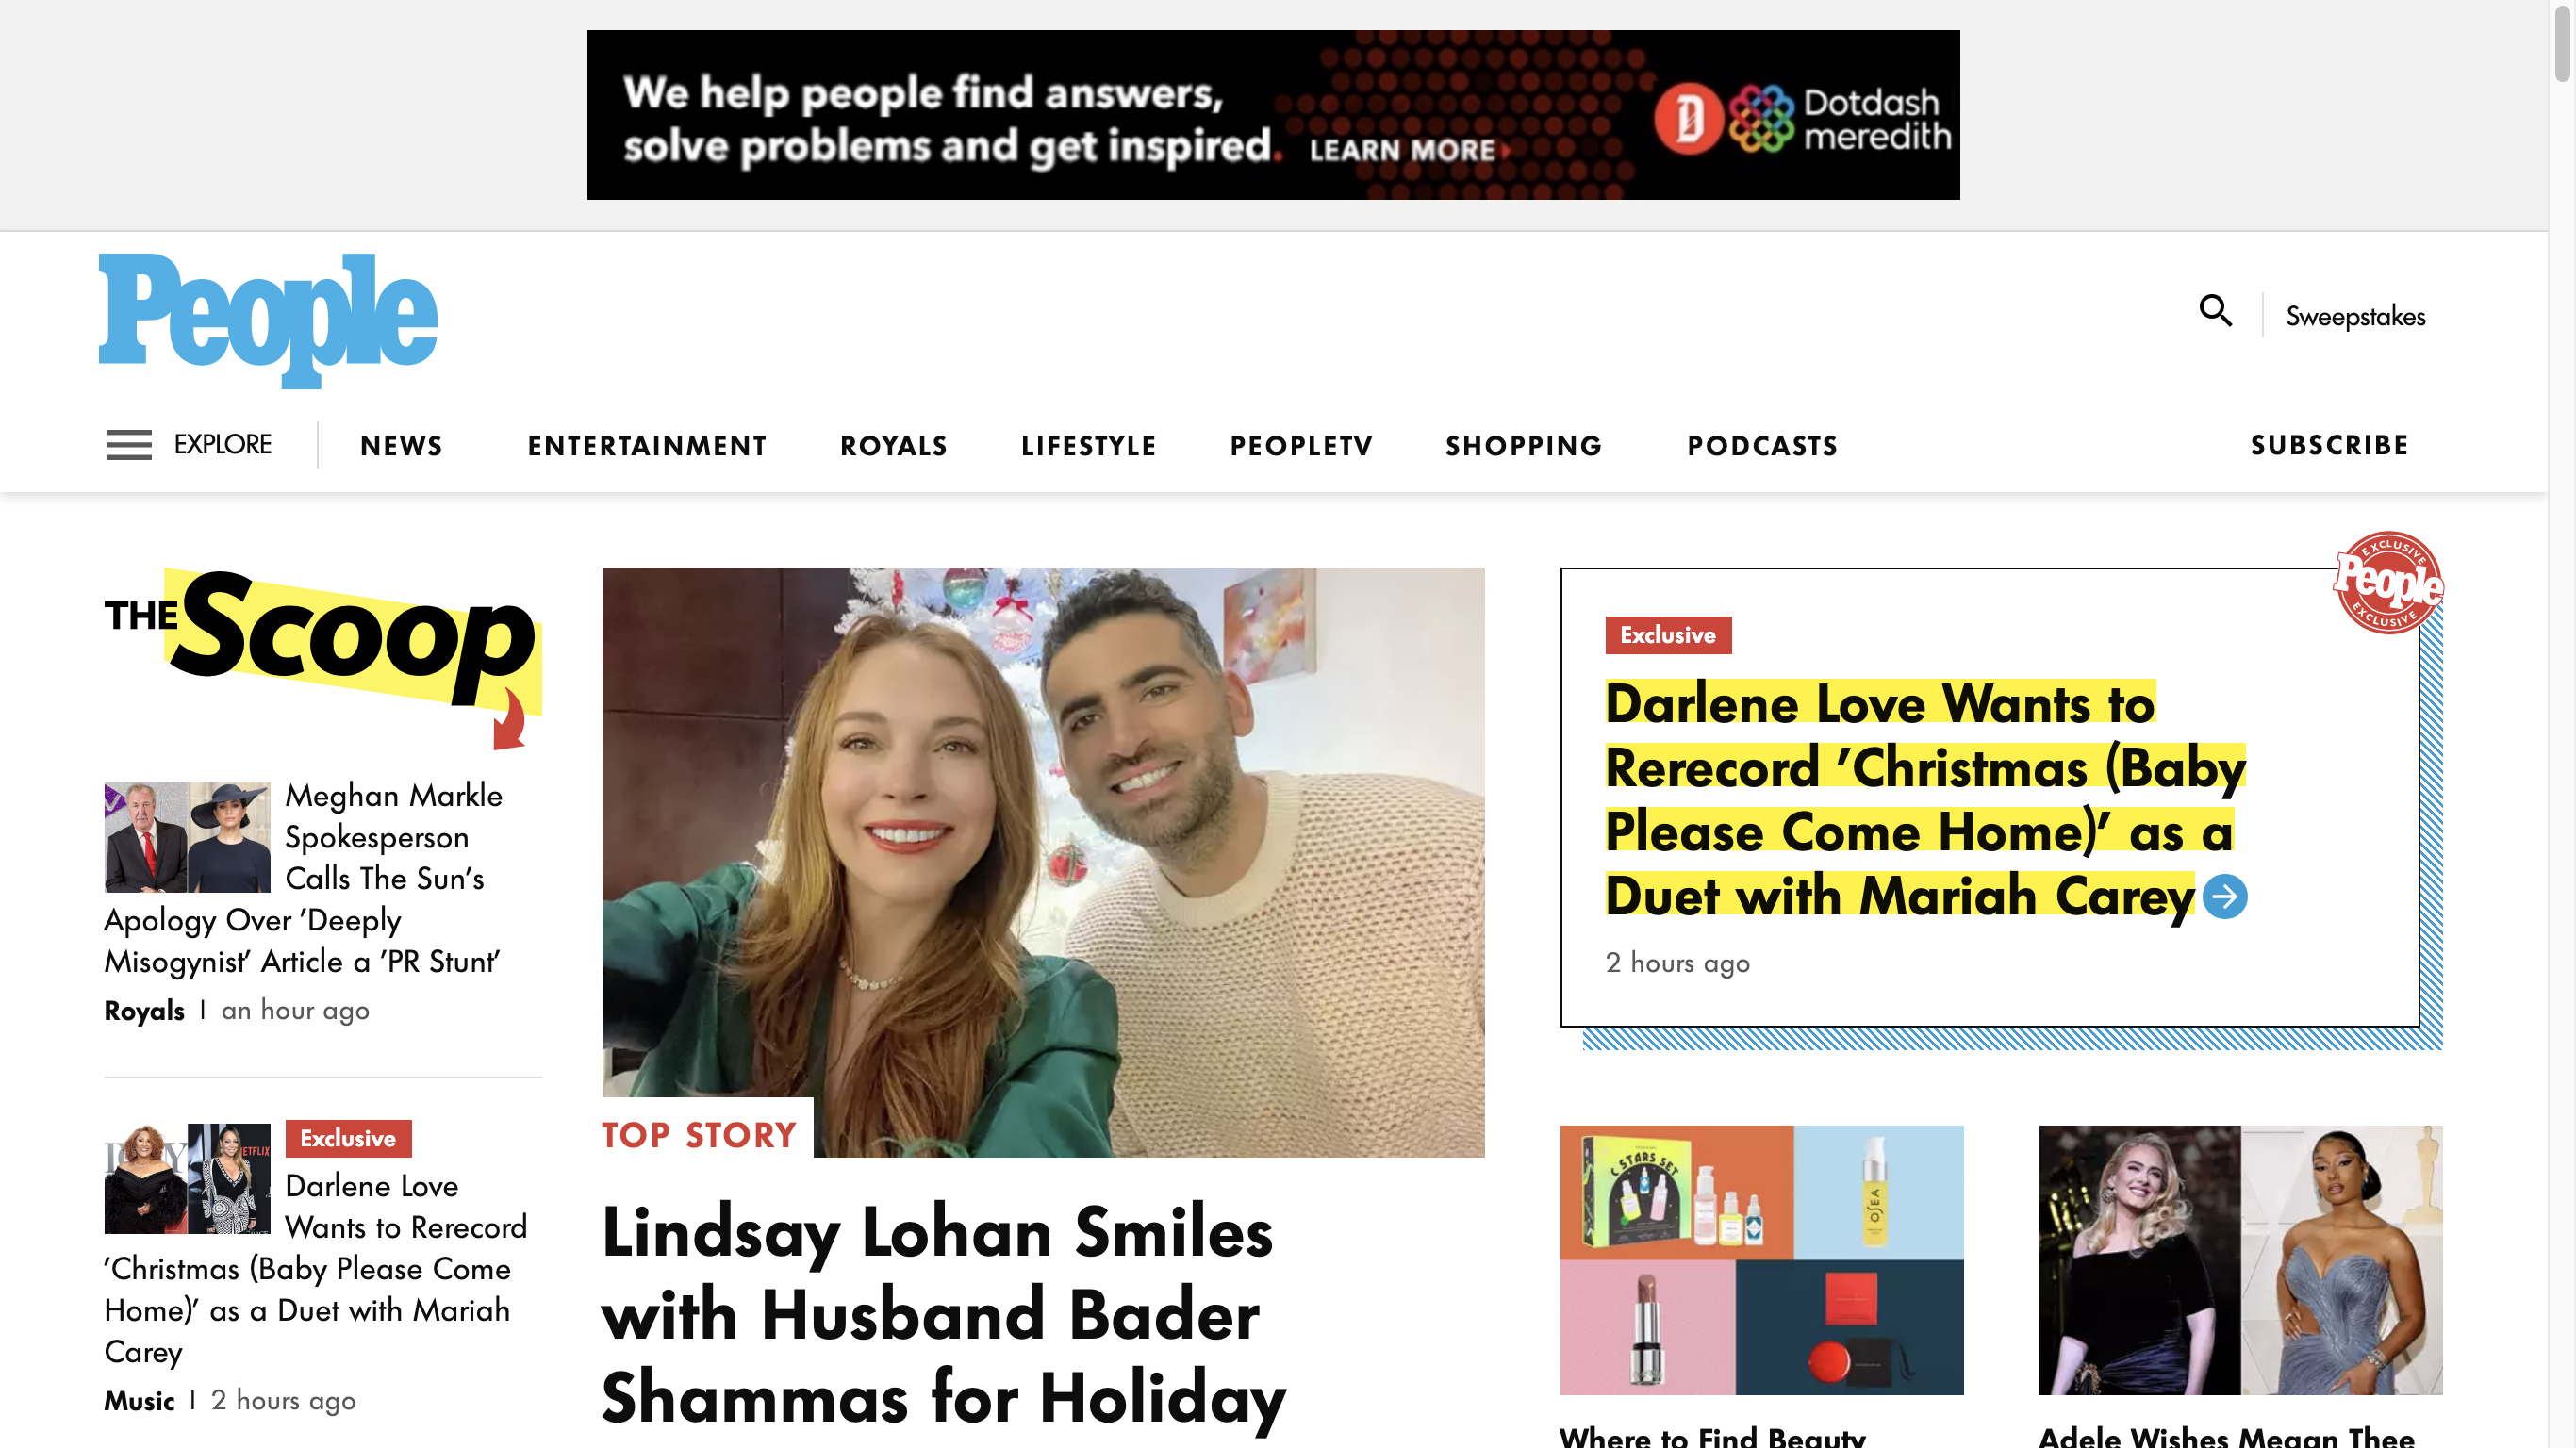 We help people find answers,
solve problems and get inspired. LEARN MORE
Dotdash
meredith
People
Sweepstakes
EXPLORE
NEWS
ENTERTAINMENT
ROYALS
LIFESTYLE
PEOPLETV
SHOPPING
PODCASTS
SUBSCRIBE
THE Scoop
Meghan Markle
Spokesperson
Calls The Sun's
Apology Over 'Deeply
Misogynist' Article a 'PR Stunt'
Royals | an hour ago
NETFLIX
Exclusive
Darlene Love
Wants to Rerecord
'Christmas (Baby Please Come
Home)' as a Duet with Mariah
Carey
Music | 2 hours ago
TOP STORY
Lindsay Lohan Smiles
with Husband Bader
Shammas for Holiday
EXCLUSIVE
People
EXCLUSIVE
Exclusive
Darlene Love Wants to
Rerecord 'Christmas (Baby
Please Come Home)' as a
Duet with Mariah Carey
2 hours ago
STARS SET
OSEA
Where to Find Beauty
Adele Wishes Megan Thee